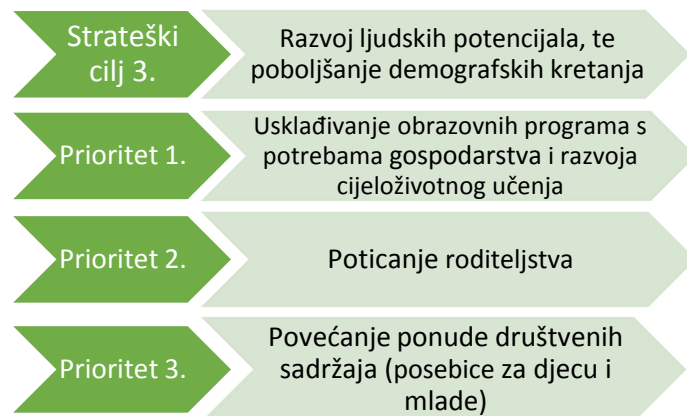 Strateški
cilj 3.
Razvoj ljudskih potencijala, te
poboljšanje demografskih kretanja
Prioritet 1.
Usklađivanje obrazovnih programa s
potrebama gospodarstva i razvoja
cijeloživotnog učenja
Prioritet 2.
Poticanje roditeljstva
Prioritet 3.
Povećanje ponude društvenih
sadržaja (posebice za djecu i
mlade)